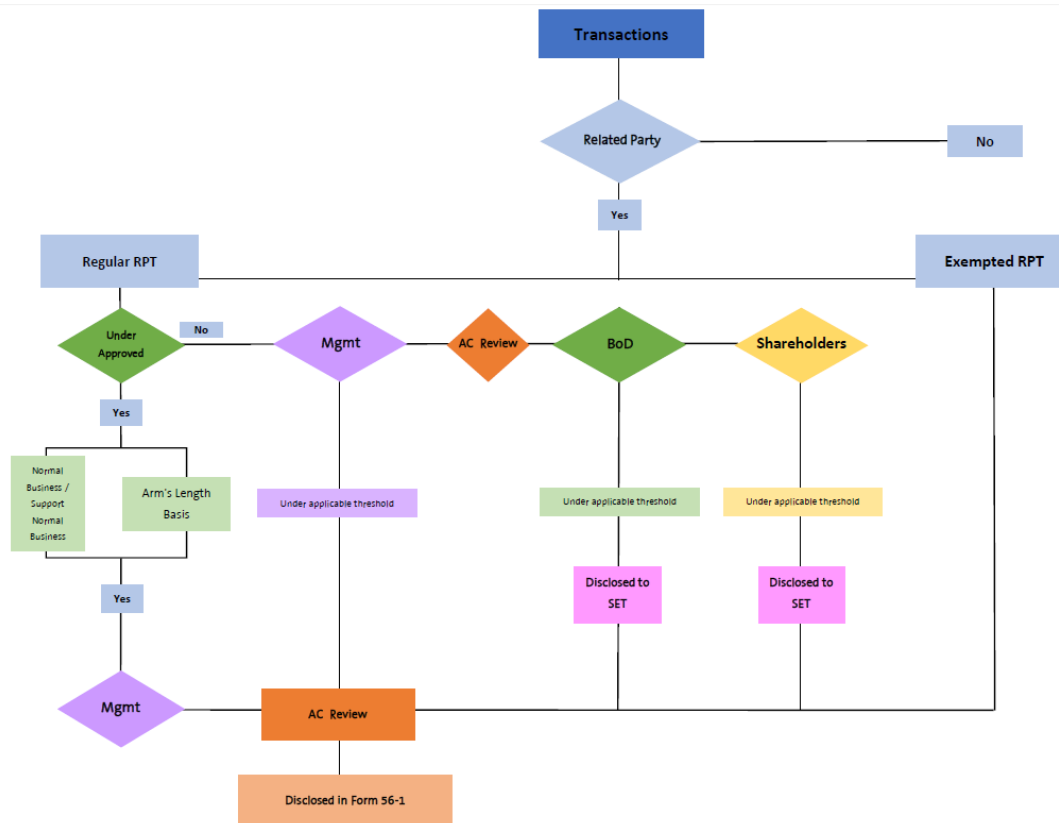 Transactions
Related Party
No
Yes
Regular RPT
Exempted RPT
Under
Approved
No
Mgmt
AC Review
BoD
Shareholders
Yes
Normal
Business /
Support
Normal
Business
Arm's Length
Basis
Under applicable threshold
Under applicable threshold
Under applicable threshold
Disclosed to
SET
Disclosed to
SET
Yes
Mgmt
AC Review
Disclosed in Form 56-1